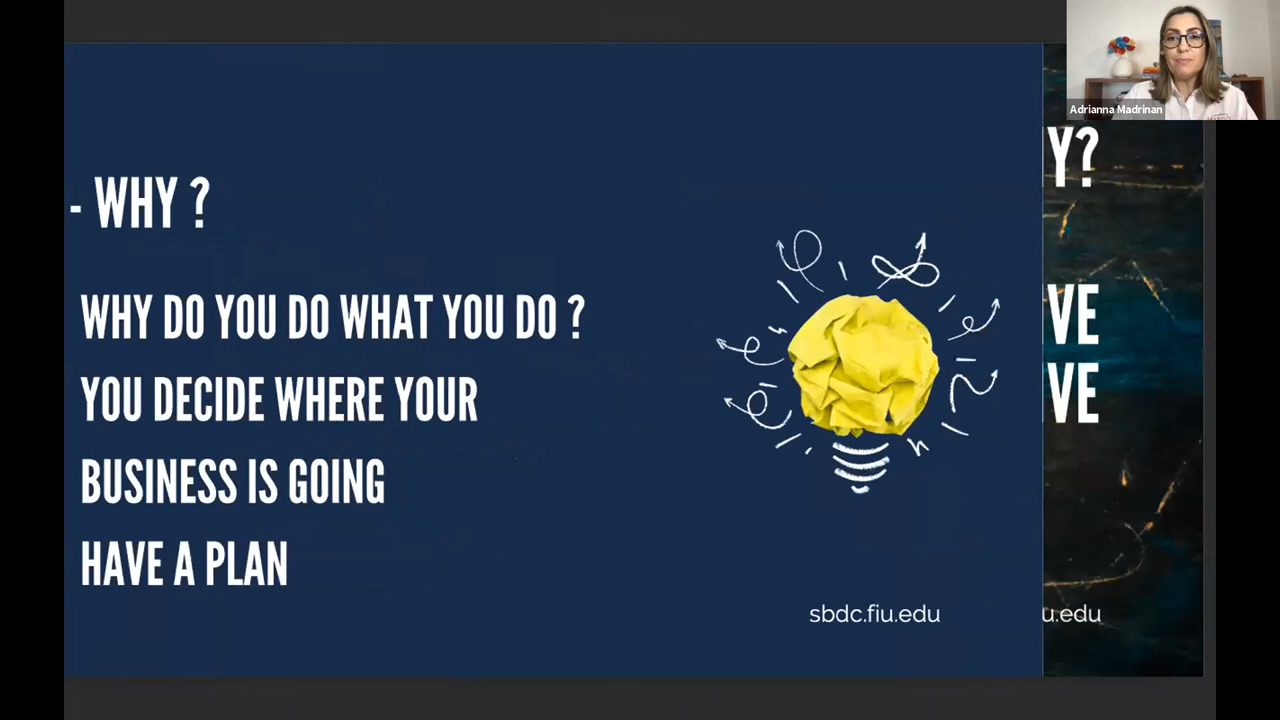 Adrianna Madrinan
- WHY ?
WHY DO YOU DO WHAT YOU DO ?
YOU DECIDE WHERE YOUR
BUSINESS IS GOING
HAVE A PLAN
sbdc.fiu.edu
Y?
VE
VE
u.edu